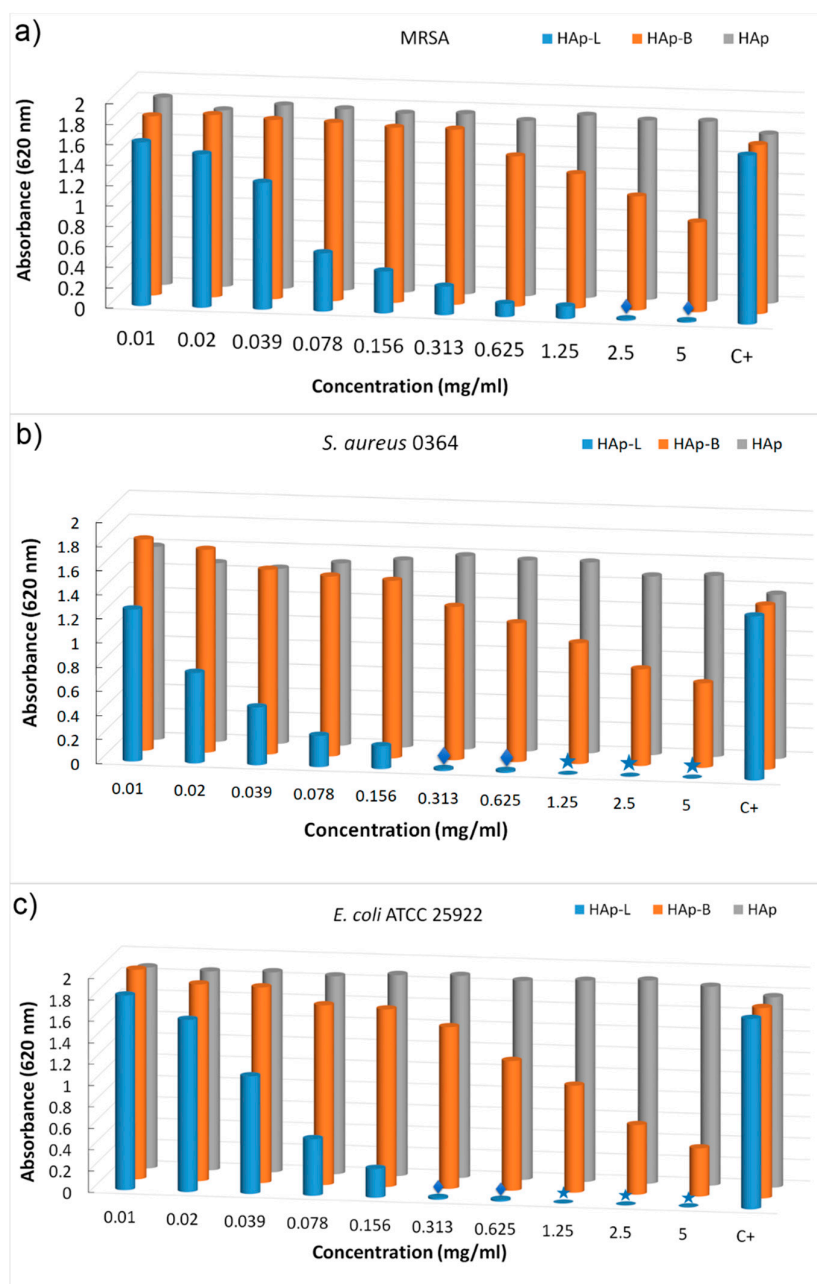 a)
MRSA
HAp-L HAp-B HAp
Absorbance (620 nm)
2
1.8
1.6
1.4
1.2
1
0.8
0.6
0.4
0.2
0
0.01 0.02 0.039 0.078 0.156 0.313 0.625 1.25 2.5 5 C+
Concentration (mg/ml)
b)
S. aureus 0364
HAp-L HAp-B HAp
Absorbance (620 nm)
2
1.8
1.6
1.4
1.2
1
0.8
0.6
0.4
0.2
0
0.01 0.02 0.039 0.078 0.156 0.313 0.625 1.25 2.5 5 C+
Concentration (mg/ml)
c)
E. coli ATCC 25922
HAp-L HAp-B HAp
Absorbance (620 nm)
2
1.8
1.6
1.4
1.2
1
0.8
0.6
0.4
0.2
0
0.01 0.02 0.039 0.078 0.156 0.313 0.625 1.25 2.5 5 C+
Concentration (mg/ml)